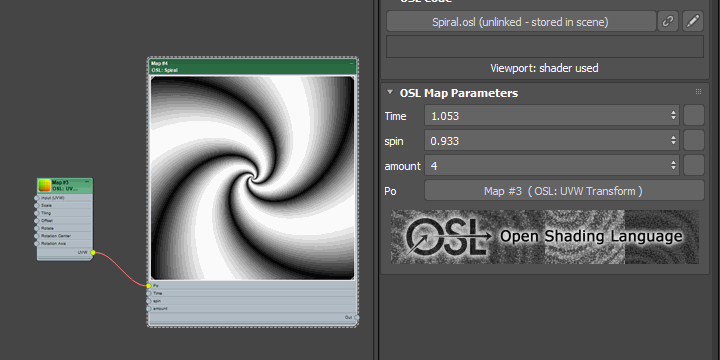 OSL Code
Spiral.osl (unlinked - stored in scene)
Viewport: shader used
OSL Map Parameters
Time 1.053
spin 0.933
amount 4
Po Map #3 ( OSL: UVW Transform )
OSL Open Shading Language
Map #4
OSL: Spiral
Po
Time
spin
amount
Out
Map #3
OSL: UV...
Input (UVW)
Scale
Tiling
Offset
Rotate
Rotation Center
Rotation Axis
UVW